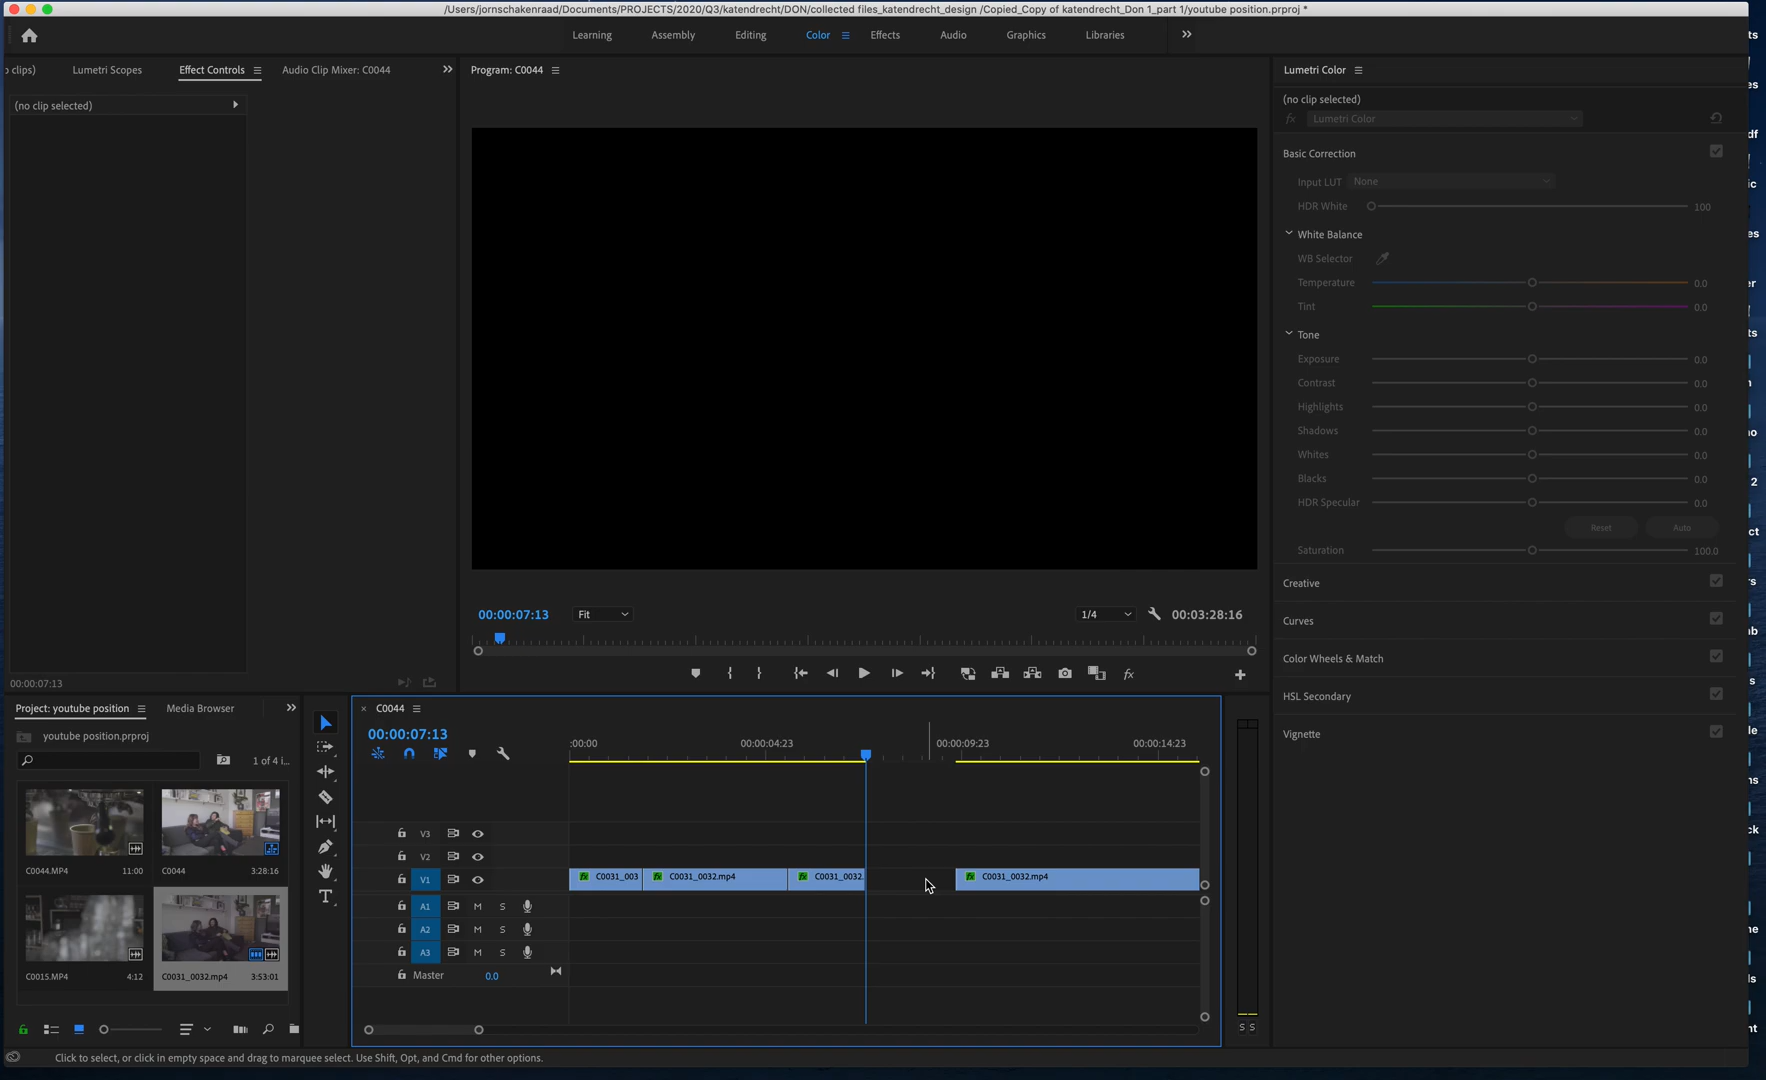 /Users/jornschakenraad/Documents/PROJECTS/2020/Q3/katendrecht/DON/collected files_katendrecht_design /Copied_Copy of katendrecht_Don 1_part 1/youtube position.prproj *
Learning
Assembly
Editing
Color
Effects
Audio
Graphics
Libraries
clips)
Lumetri Scopes
Effect Controls
Audio Clip Mixer: C0044
Program: C0044
Lumetri Color
(no clip selected)
(no clip selected)
fx
Lumetri Color
Basic Correction
Input LUT
None
HDR White
100
White Balance
WB Selector
Temperature
0.0
Tint
0.0
Tone
Exposure
0.0
Contrast
0.0
Highlights
0.0
Shadows
0.0
Whites
0.0
Blacks
0.0
HDR Specular
0.0
Reset
Auto
Saturation
100.0
Creative
Curves
Color Wheels & Match
HSL Secondary
Vignette
00:00:07:13
Fit
1/4
00:03:28:16
00:00:07:13
fx
Project: youtube position
Media Browser
youtube position.prproj
1 of 4 i...
C0044.MP4
11:00
C0044
3:28:16
C0015.MP4
4:12
C0031_0032.mp4
3:53:01
C0044
00:00:07:13
:00:00
00:00:04:23
00:00:09:23
00:00:14:23
V3
V2
V1
fx C0031_003
fx C0031_0032.mp4
fx C0031_0032.
fx C0031_0032.mp4
A1
M
S
A2
M
S
A3
M
S
Master
0.0
S
S
Click to select, or click in empty space and drag to marquee select. Use Shift, Opt, and Cmd for other options.